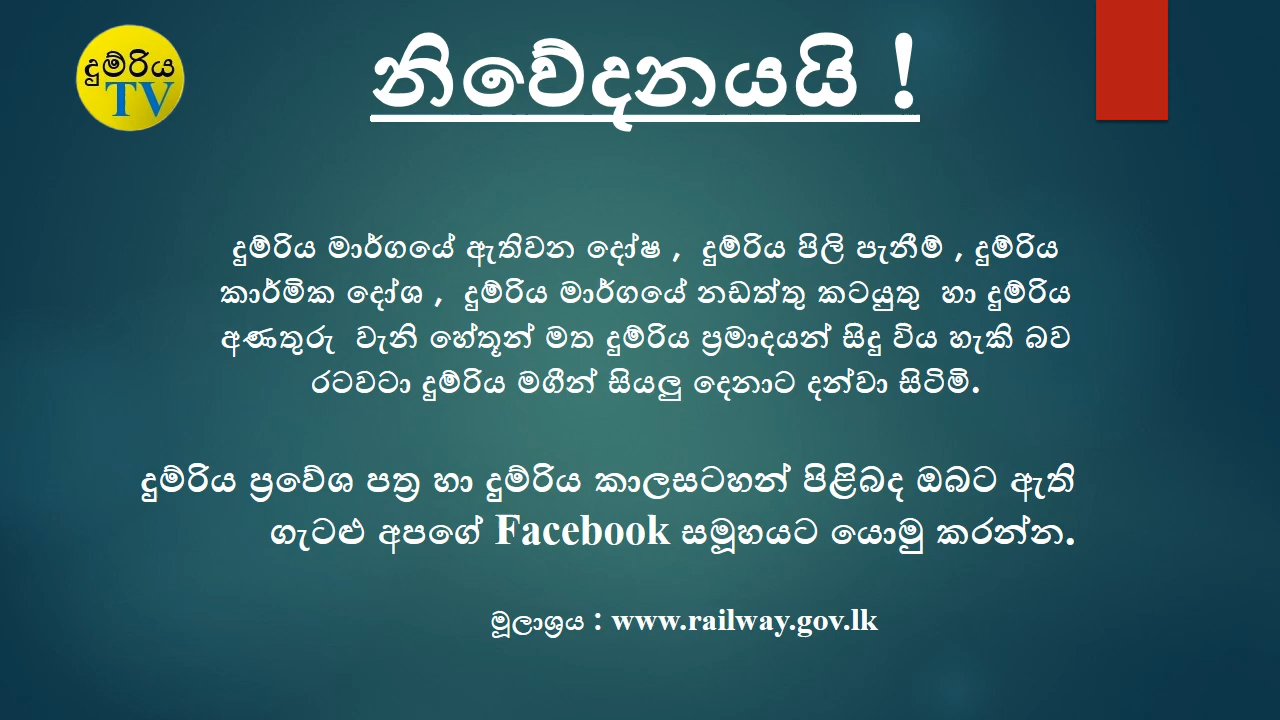 දුම්රිය
TV
නිවේදනයයි !
දුම්රිය මාර්ගයේ ඇතිවන දෝෂ , දුම්රිය පිලි පැනීම් , දුම්රිය
කාර්මික දෝශ , දුම්රිය මාර්ගයේ නඩත්තු කටයුතු හා දුම්රිය
අණතුරු වැනි හේතූන් මත දුම්රිය ප්‍රමාදයන් සිදු විය හැකි බව
රටවටා දුම්රිය මගීන් සියලු දෙනාට දන්වා සිටිමි.
දුම්රිය ප්‍රවේශ පත්‍ර හා දුම්රිය කාලසටහන් පිළිබද ඔබට ඇති
ගැටළු අපගේ Facebook සමූහයට යොමු කරන්න.
මූලාශ්‍රය : www.railway.gov.lk